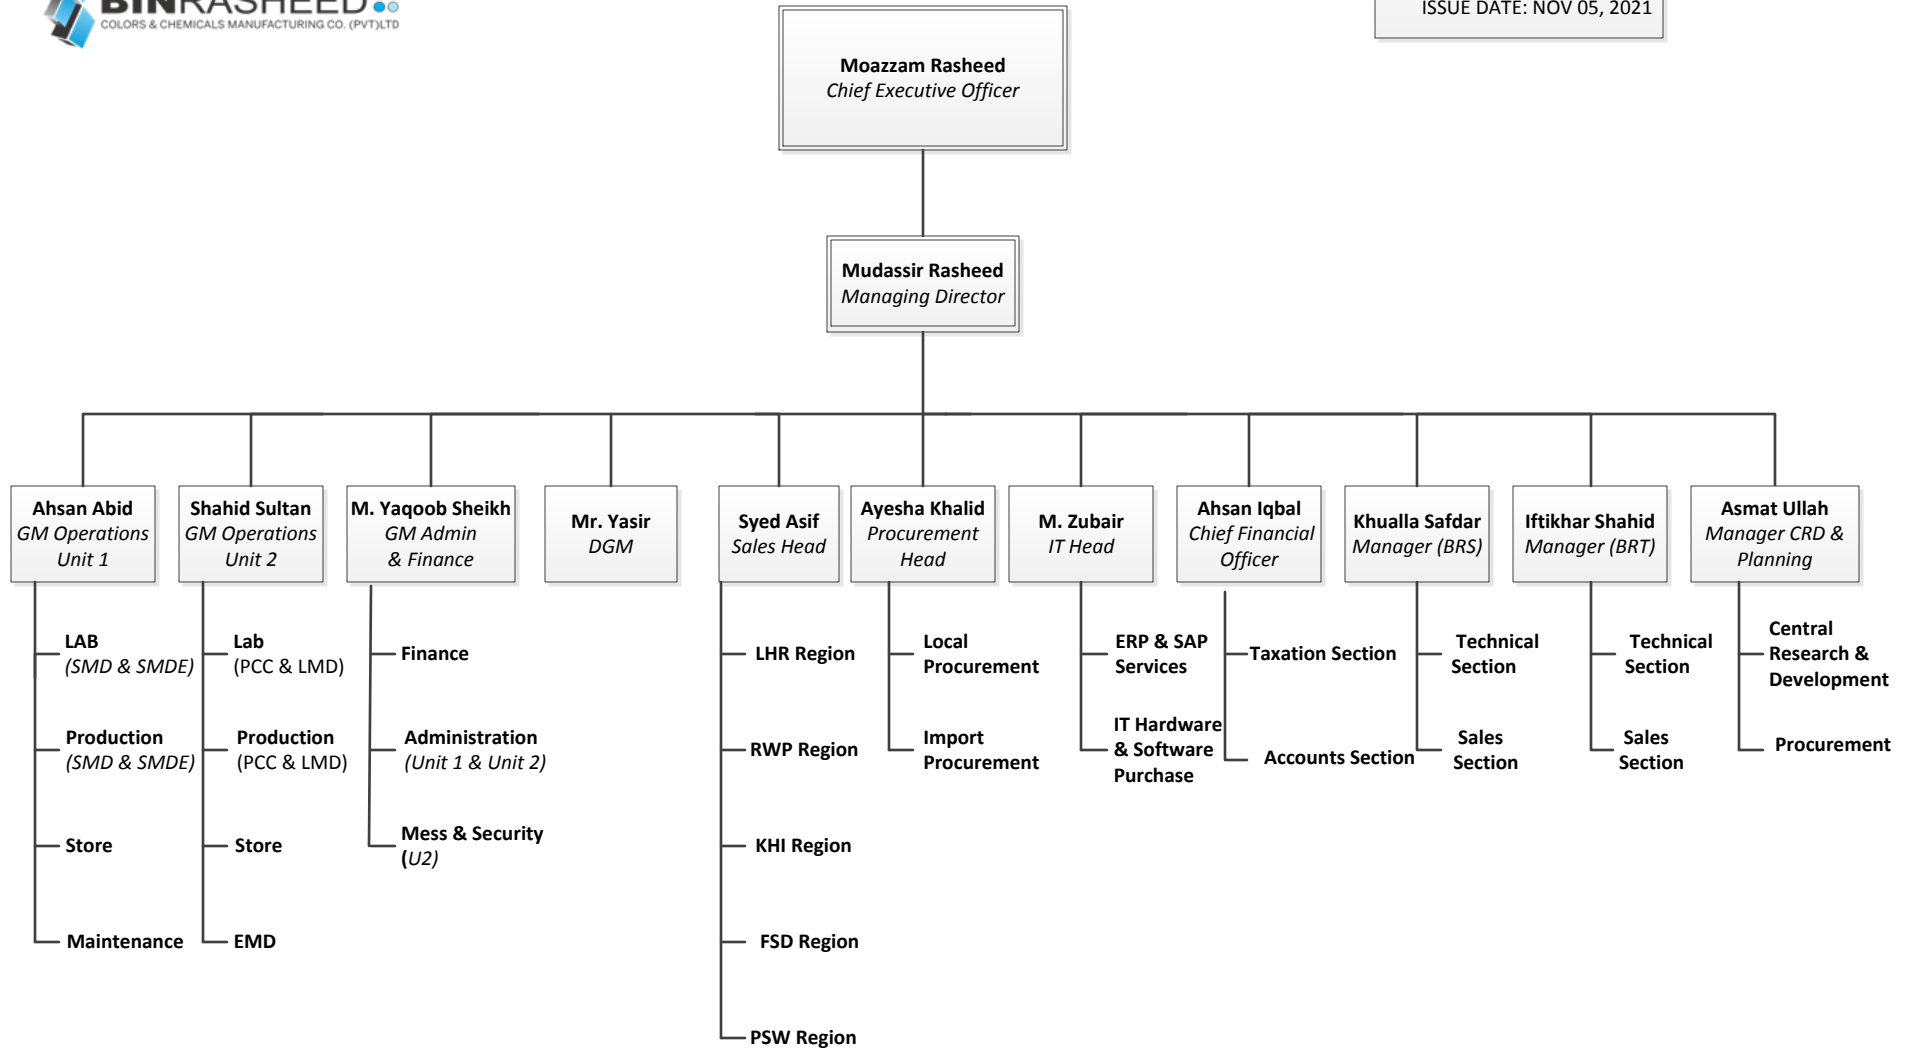 BINRASHEED
COLORS & CHEMICALS MANUFACTURING CO. (PVT)LTD
ISSUE DATE: NOV 05, 2021
Moazzam Rasheed
Chief Executive Officer
Mudassir Rasheed
Managing Director
Ahsan Abid
GM Operations
Unit 1
LAB
(SMD & SMDE)
Production
(SMD & SMDE)
Store
Maintenance
Shahid Sultan
GM Operations
Unit 2
Lab
(PCC & LMD)
Production
(PCC & LMD)
Store
EMD
M. Yaqoob Sheikh
GM Admin
& Finance
Finance
Administration
(Unit 1 & Unit 2)
Mess & Security
(U2)
Mr. Yasir
DGM
Syed Asif
Sales Head
LHR Region
RWP Region
KHI Region
FSD Region
PSW Region
Ayesha Khalid
Procurement
Head
Local
Procurement
Import
Procurement
M. Zubair
IT Head
ERP & SAP
Services
IT Hardware
& Software
Purchase
Ahsan Iqbal
Chief Financial
Officer
Taxation Section
Accounts Section
Khualla Safdar
Manager (BRS)
Technical
Section
Sales
Section
Iftikhar Shahid
Manager (BRT)
Technical
Section
Sales
Section
Asmat Ullah
Manager CRD &
Planning
Central
Research &
Development
Procurement